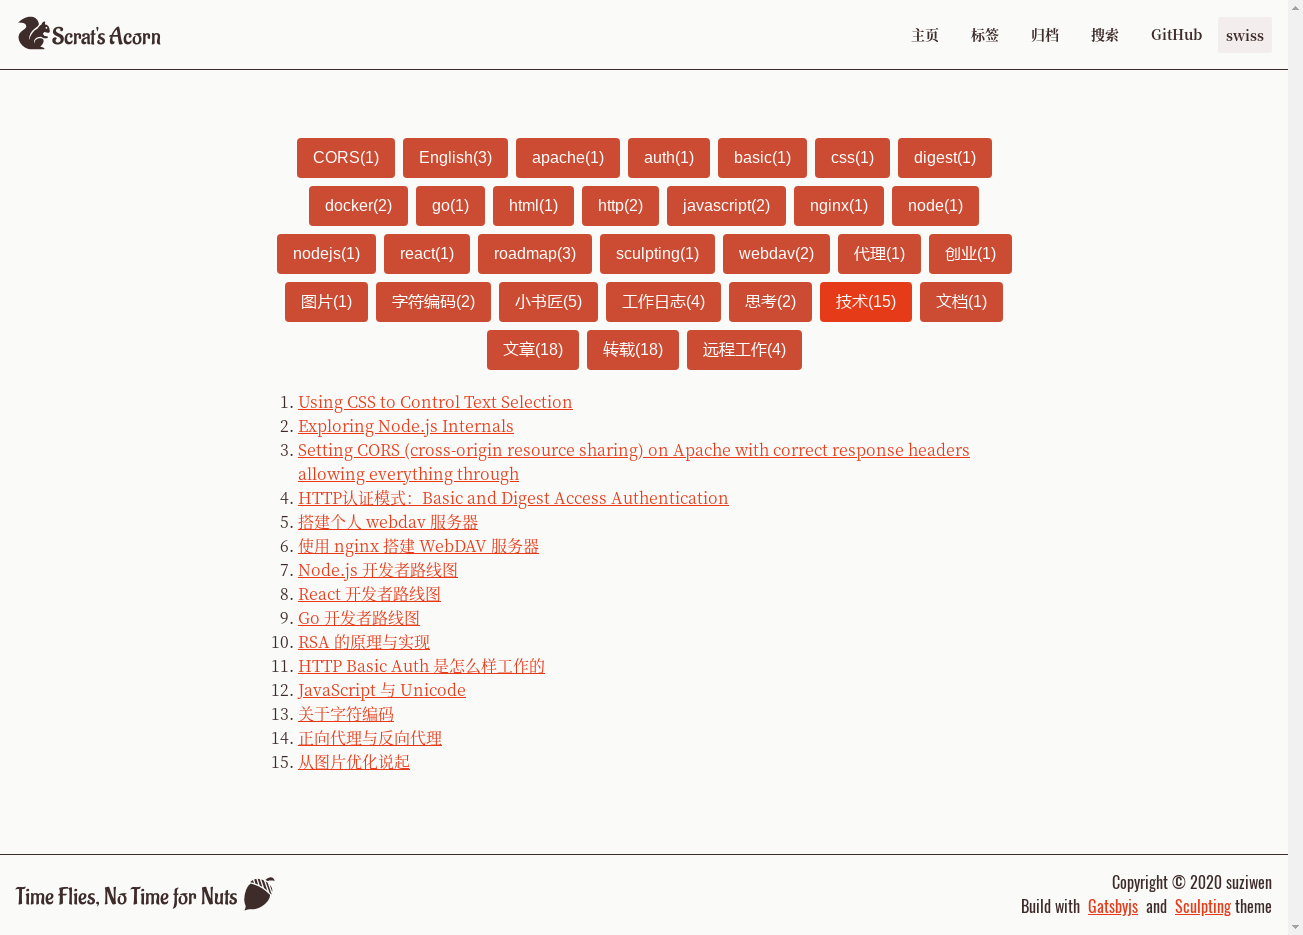 Scrat's Acorn 主页 标签 归档 搜索 GitHub swiss
CORS(1) English(3) apache(1) auth(1) basic(1) css(1) digest(1)
docker(2) go(1) html(1) http(2) javascript(2) nginx(1) node(1)
nodejs(1) react(1) roadmap(3) sculpting(1) webdav(2) 代理(1) 创业(1)
图片(1) 字符编码(2) 小书匠(5) 工作日志(4) 思考(2) 技术(15) 文档(1)
文章(18) 转载(18) 远程工作(4)
1. Using CSS to Control Text Selection
2. Exploring Node.js Internals
3. Setting CORS (cross-origin resource sharing) on Apache with correct response headers
allowing everything through
4. HTTP认证模式：Basic and Digest Access Authentication
5. 搭建个人 webdav 服务器
6. 使用 nginx 搭建 WebDAV 服务器
7. Node.js 开发者路线图
8. React 开发者路线图
9. Go 开发者路线图
10. RSA 的原理与实现
11. HTTP Basic Auth 是怎么样工作的
12. JavaScript 与 Unicode
13. 关于字符编码
14. 正向代理与反向代理
15. 从图片优化说起
Time Flies, No Time for Nuts
Copyright © 2020 suziwen
Build with Gatsbyjs and Sculpting theme